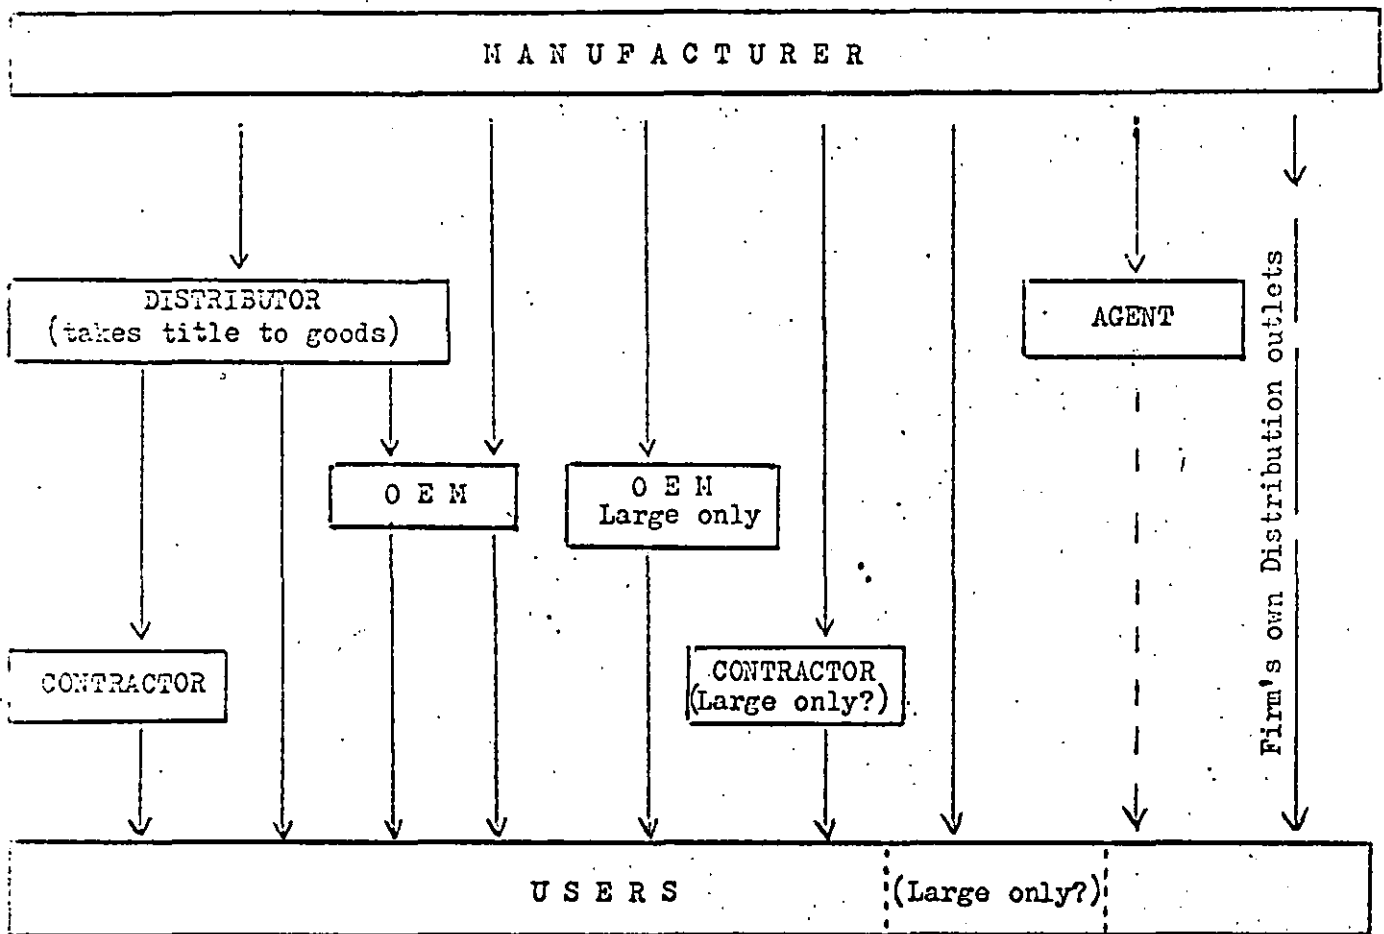 MANUFACTURER
DISTRIBUTOR
(takes title to goods)
AGENT
Firm's own Distribution outlets
OEM
OEM
Large only
CONTRACTOR
CONTRACTOR
(Large only?)
USERS
(Large only?)